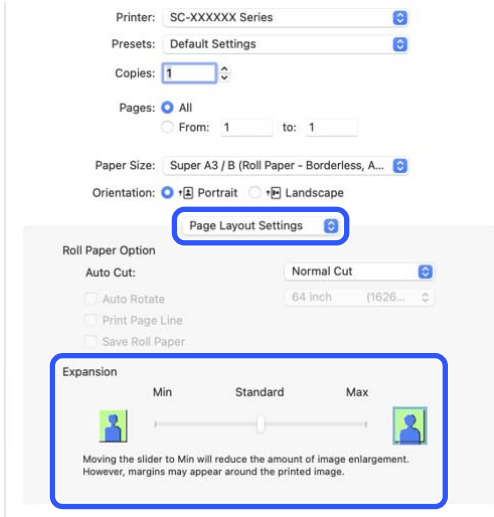 Printer: SC-XXXXXX Series
Presets: Default Settings
Copies: 1
Pages: All
From: 1 to: 1
Paper Size: Super A3 / B (Roll Paper - Borderless, A...
Orientation: Portrait Landscape
Page Layout Settings
Roll Paper Option
Auto Cut: Normal Cut
Auto Rotate 64 inch (1626...
Print Page Line
Save Roll Paper
Expansion
Min Standard Max
Moving the slider to Min will reduce the amount of image enlargement.
However, margins may appear around the printed image.